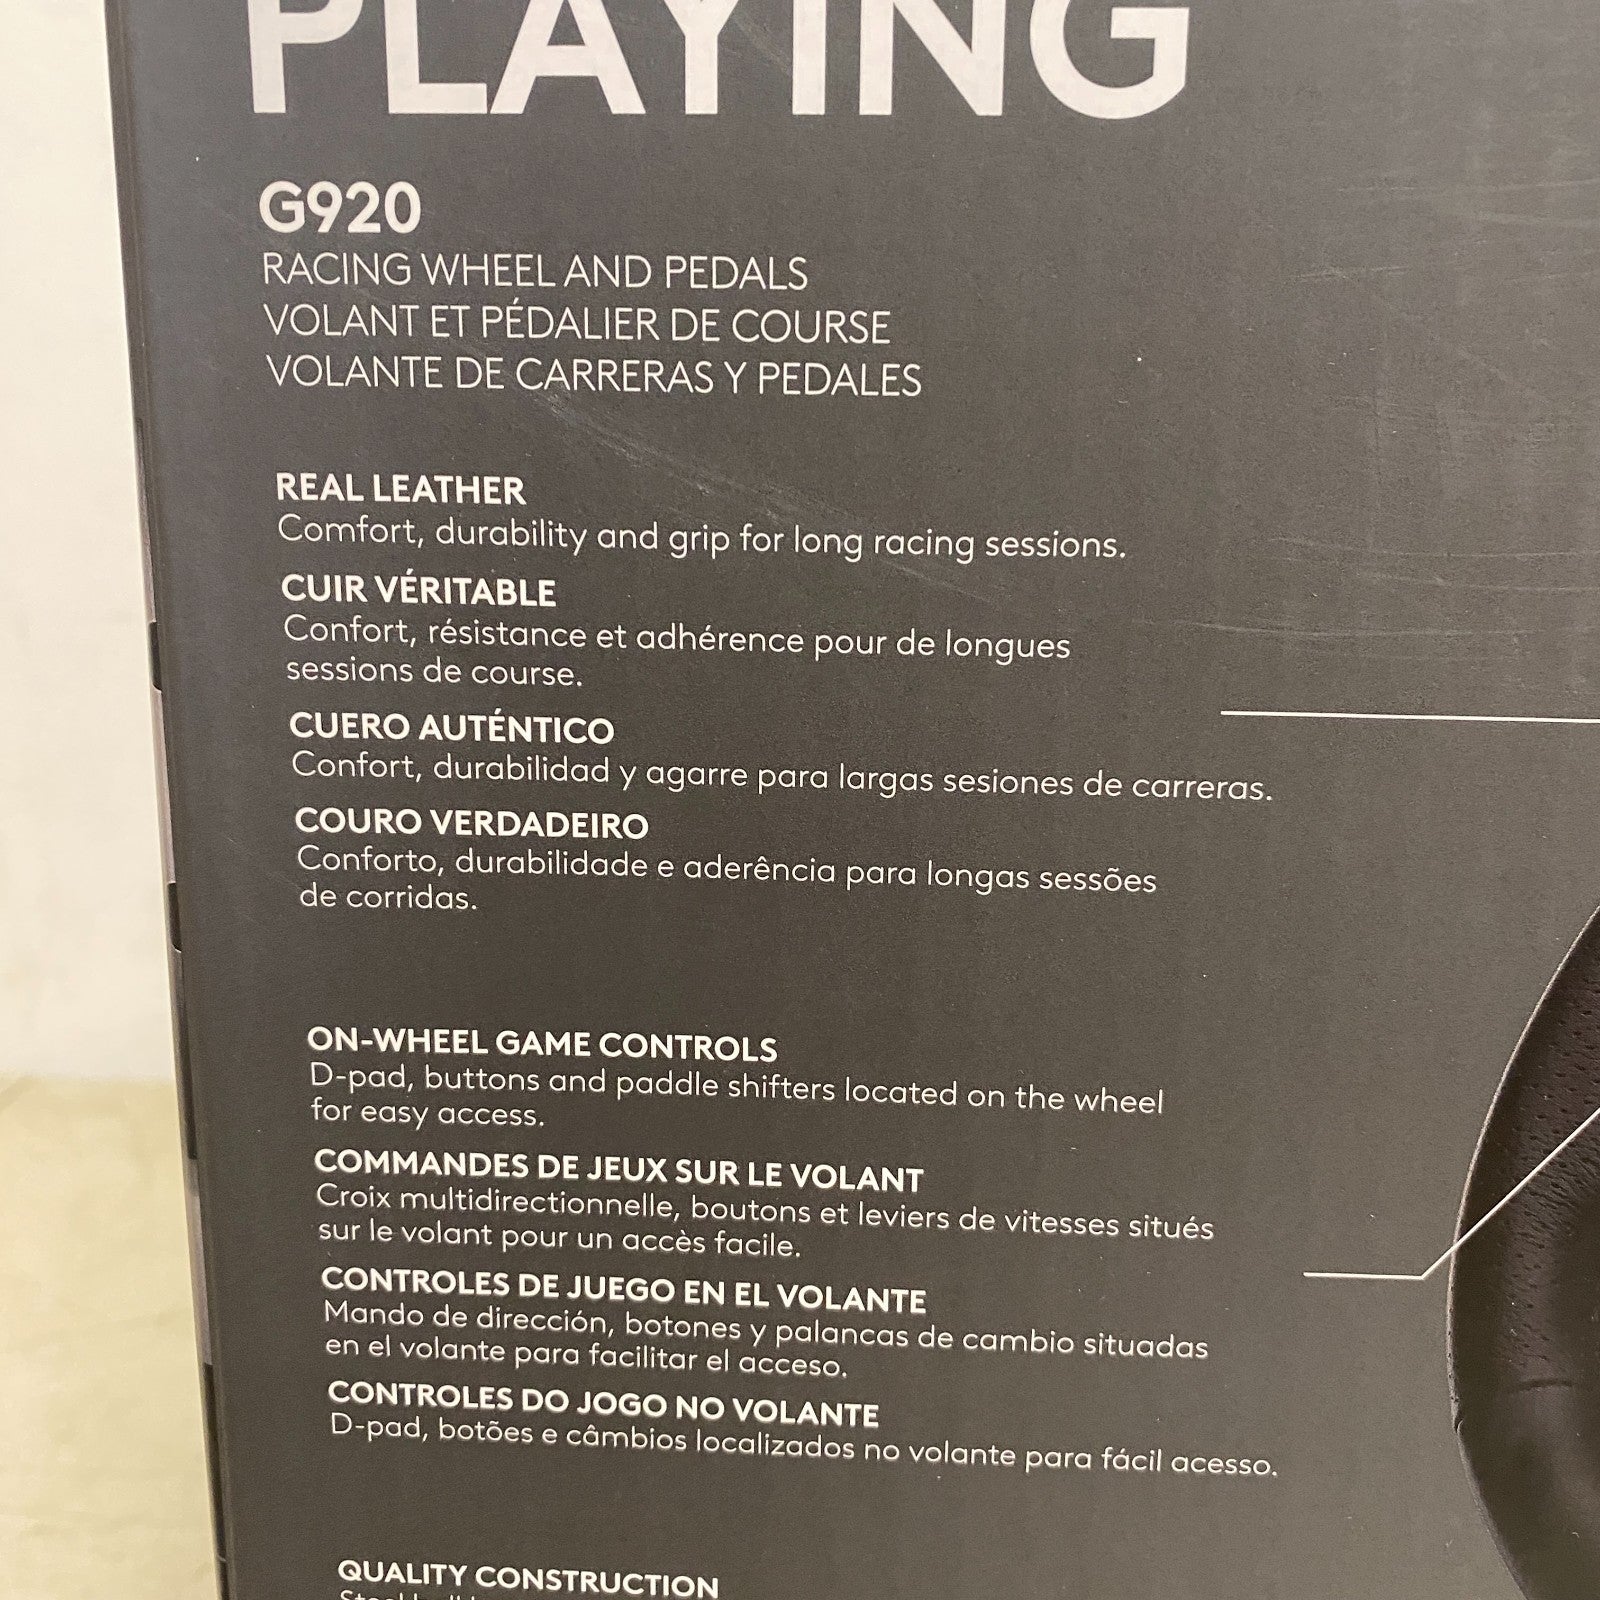 PLAYING
G920
RACING WHEEL AND PEDALS
VOLANT ET PÉDALIER DE COURSE
VOLANTE DE CARRERAS Y PEDALES
REAL LEATHER
Comfort, durability and grip for long racing sessions.
CUIR VÉRITABLE
Confort, résistance et adhérence pour de longues
sessions de course.
CUERO AUTÉNTICO
Confort, durabilidad y agarre para largas sesiones de carreras.
COURO VERDADEIRO
Conforto, durabilidade e aderência para longas sessões
de corridas.
ON-WHEEL GAME CONTROLS
D-pad, buttons and paddle shifters located on the wheel
for easy access.
COMMANDES DE JEUX SUR LE VOLANT
Croix multidirectionnelle, boutons et leviers de vitesses situés
sur le volant pour un accès facile.
CONTROLES DE JUEGO EN EL VOLANTE
Mando de dirección, botones y palancas de cambio situadas
en el volante para facilitar el acceso.
CONTROLES DO JOGO NO VOLANTE
D-pad, botões e câmbios localizados no volante para fácil acesso.
QUALITY CONSTRUCTION